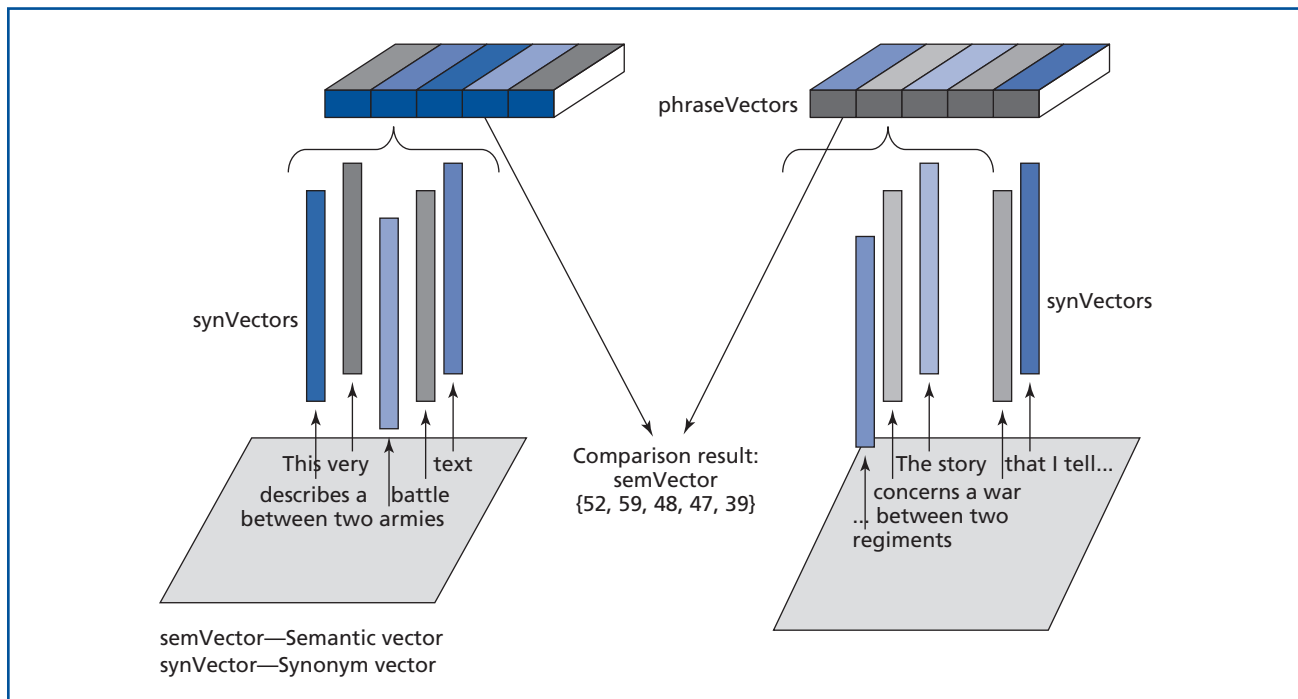 phraseVectors
synVectors
synVectors
This very text
describes a battle
between two armies
Comparison result:
semVector
{52, 59, 48, 47, 39}
The story that I tell...
concerns a war
... between two
regiments
semVector—Semantic vector
synVector—Synonym vector